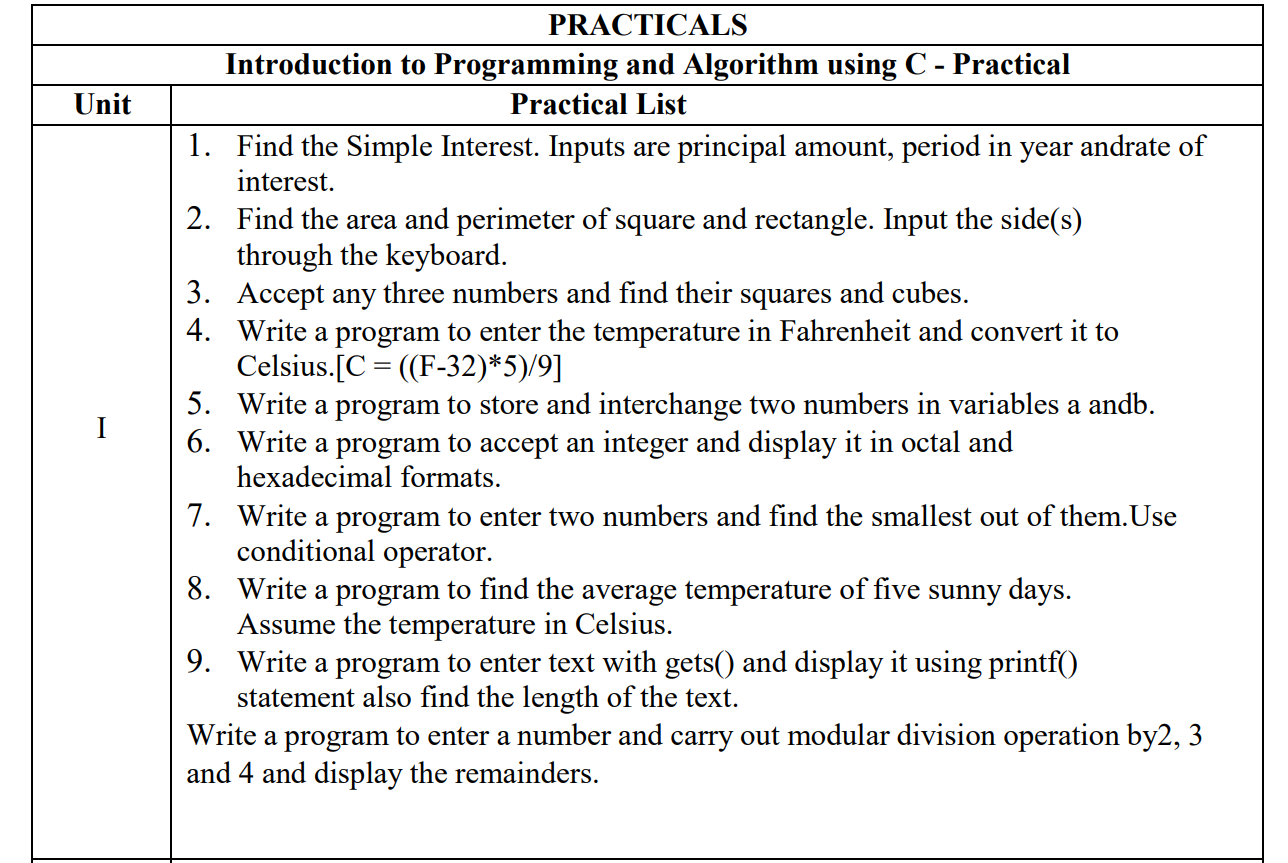 PRACTICALS
Introduction to Programming and Algorithm using C - Practical
Unit Practical List
I
1. Find the Simple Interest. Inputs are principal amount, period in year andrate of
interest.
2. Find the area and perimeter of square and rectangle. Input the side(s)
through the keyboard.
3. Accept any three numbers and find their squares and cubes.
4. Write a program to enter the temperature in Fahrenheit and convert it to
Celsius.[C = ((F-32)*5)/9]
5. Write a program to store and interchange two numbers in variables a andb.
6. Write a program to accept an integer and display it in octal and
hexadecimal formats.
7. Write a program to enter two numbers and find the smallest out of them.Use
conditional operator.
8. Write a program to find the average temperature of five sunny days.
Assume the temperature in Celsius.
9. Write a program to enter text with gets() and display it using printf()
statement also find the length of the text.
Write a program to enter a number and carry out modular division operation by2, 3
and 4 and display the remainders.